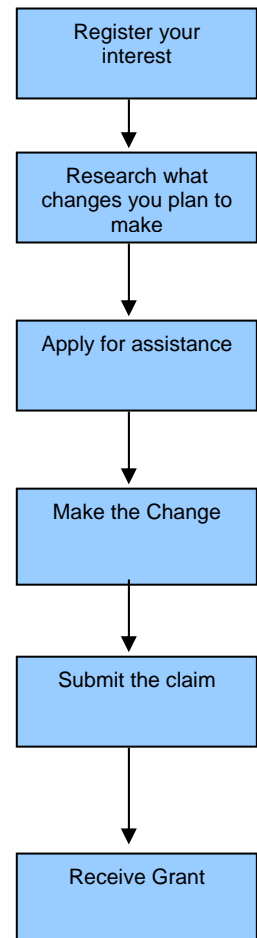 Register your
interest
Research what
changes you plan to
make
Apply for assistance
Make the Change
Submit the claim
Receive Grant